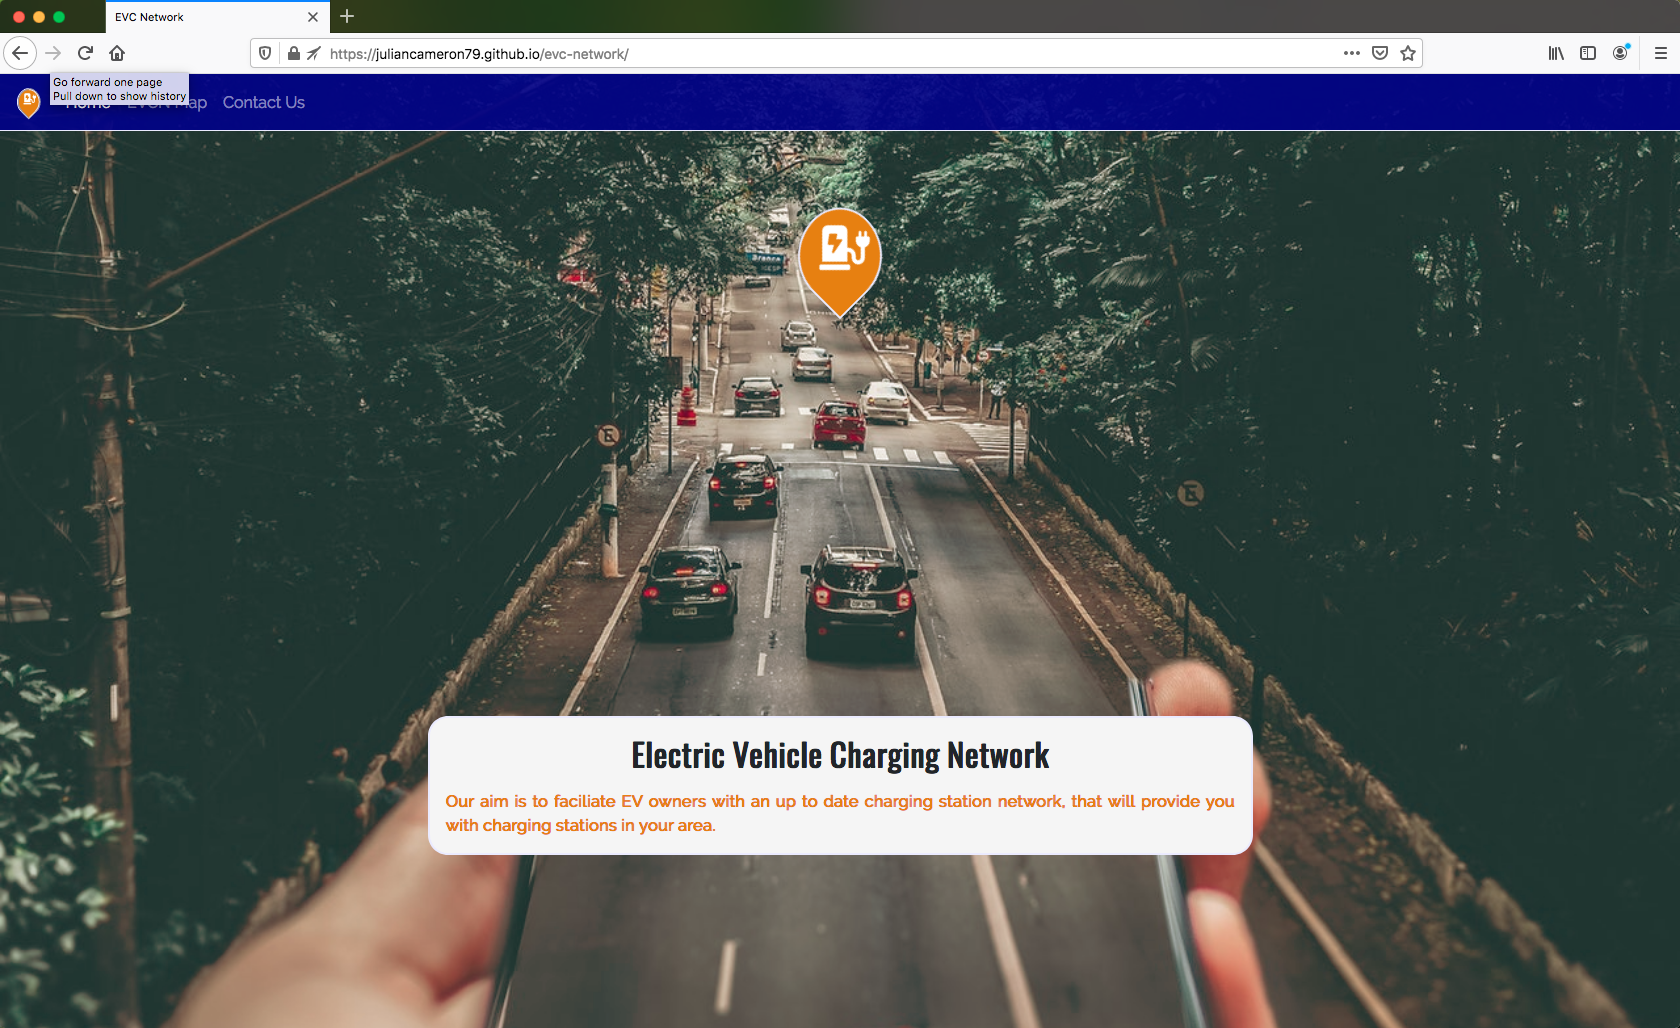 EVC Network
https://juliancameron79.github.io/evc-network/
Go forward one page
Pull down to show history
Home EVCN Map Contact Us
Electric Vehicle Charging Network
Our aim is to faciliate EV owners with an up to date charging station network, that will provide you
with charging stations in your area.